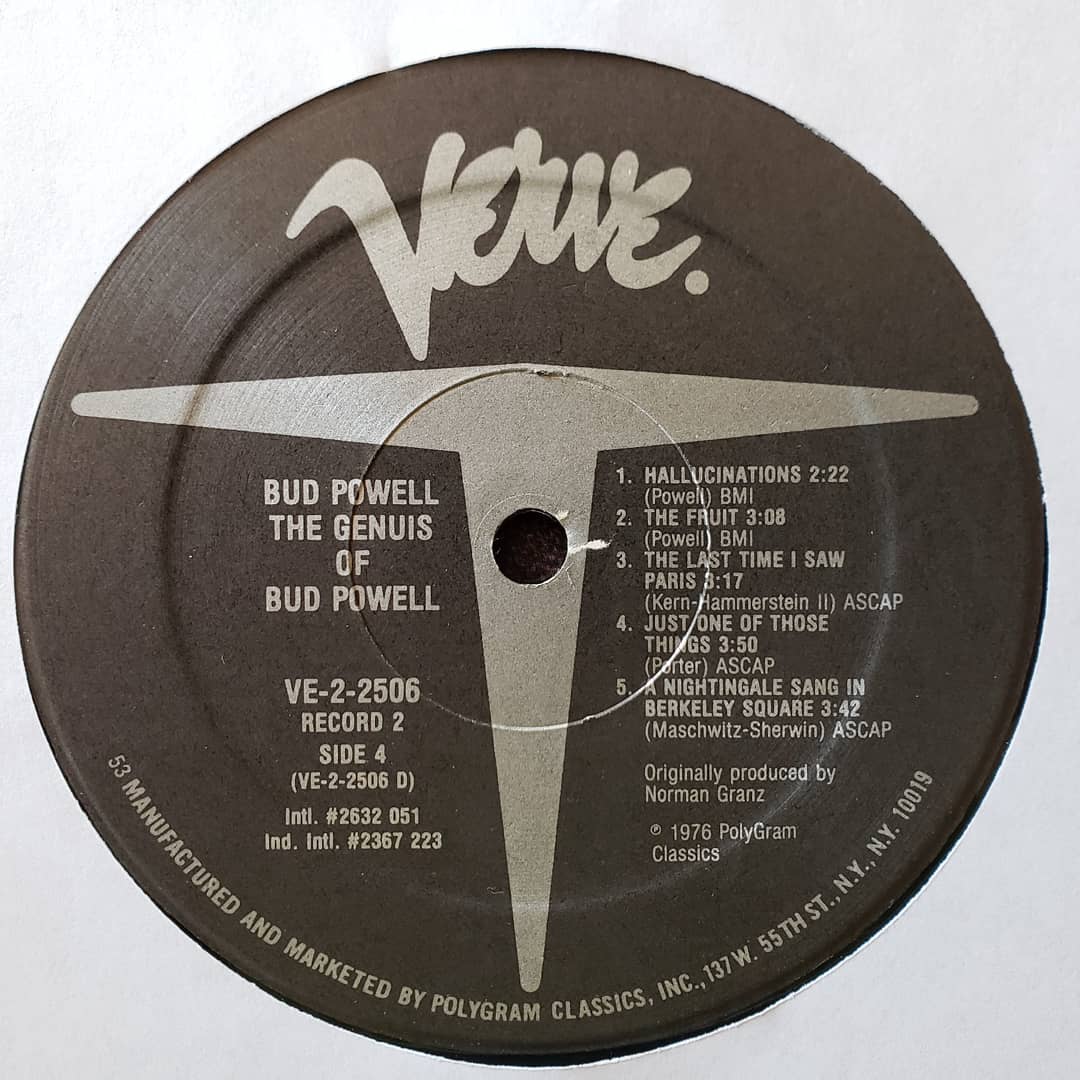 Verve.
BUD POWELL
THE GENUIS
OF
BUD POWELL
VE-2-2506
RECORD 2
SIDE 4
(VE-2-2506 D)
Intl. #2632 051
Ind. Intl. #2367 223
1. HALLUCINATIONS 2:22
(Powell) BMI
2. THE FRUIT 3:08
(Powell) BMI
3. THE LAST TIME I SAW
PARIS 3:17
(Kern-Hammerstein II) ASCAP
4. JUST ONE OF THOSE
THINGS 3:50
(Porter) ASCAP
5. A NIGHTINGALE SANG IN
BERKELEY SQUARE 3:42
(Maschwitz-Sherwin) ASCAP
Originally produced by
Norman Granz
℗ 1976 PolyGram
Classics
53 MANUFACTURED AND MARKETED BY POLYGRAM CLASSICS, INC., 137 W. 55TH ST., N.Y., N.Y. 10019